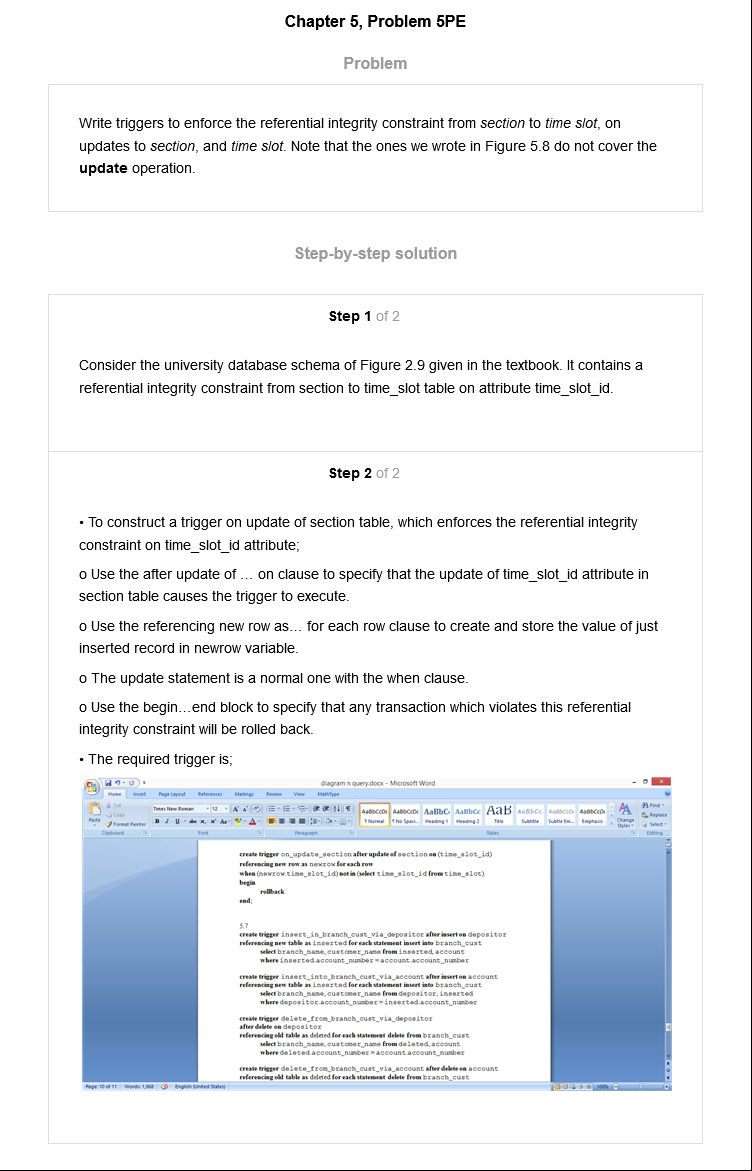 Chapter 5, Problem 5PE
Problem
Write triggers to enforce the referential integrity constraint from section to time slot, on
updates to section, and time slot. Note that the ones we wrote in Figure 5.8 do not cover the
update operation.
Step-by-step solution
Step 1 of 2
Consider the university database schema of Figure 2.9 given in the textbook. It contains a
referential integrity constraint from section to time_slot table on attribute time_slot_id.
Step 2 of 2
• To construct a trigger on update of section table, which enforces the referential integrity
constraint on time_slot_id attribute;
o Use the after update of … on clause to specify that the update of time_slot_id attribute in
section table causes the trigger to execute.
o Use the referencing new row as… for each row clause to create and store the value of just
inserted record in newrow variable.
o The update statement is a normal one with the when clause.
o Use the begin…end block to specify that any transaction which violates this referential
integrity constraint will be rolled back.
• The required trigger is;
diagram n query.docx - Microsoft Word
Home Insert Page Layout References Mailings Review View MathType
Paste Cut Copy Format Painter
Times New Roman 12
AaBbCcDc AaBbCcDc AaBbC AaBbCc AaB AaBbCc. AaBbCcDi AaBbCcDi
¶ Normal ¶ No Spaci... Heading 1 Heading 2 Title Subtitle Subtle Em... Emphasis
Change Styles
Find Replace Select
Clipboard Font Paragraph Styles Editing
create trigger on_update_section after update of section on (time_slot_id)
referencing new row as newrow for each row
when (newrow.time_slot_id) not in (select time_slot_id from time_slot)
begin
rollback
end;
5.7
create trigger insert_in_branch_cust_via_depositor after insert on depositor
referencing new table as inserted for each statement insert into branch_cust
select branch_name, customer_name from inserted, account
where inserted.account_number = account.account_number
create trigger insert_into_branch_cust_via_account after insert on account
referencing new table as inserted for each statement insert into branch_cust
select branch_name, customer_name from depositor, inserted
where depositor.account_number = inserted.account_number
create trigger delete_from_branch_cust_via_depositor
after delete on depositor
referencing old table as deleted for each statement delete from branch_cust
select branch_name, customer_name from deleted, account
where deleted.account_number = account.account_number
create trigger delete_from_branch_cust_via_account after delete on account
referencing old table as deleted for each statement delete from branch_cust
Page: 10 of 11 Words: 1,868 English (United States) 100%